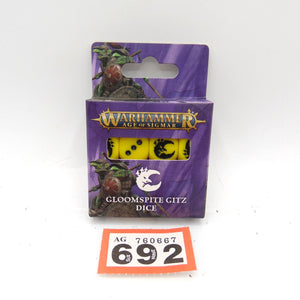 WARHAMMER
AGE OF SIGMAR
GLOOMSPITE GITZ
DICE
AG 760667
692